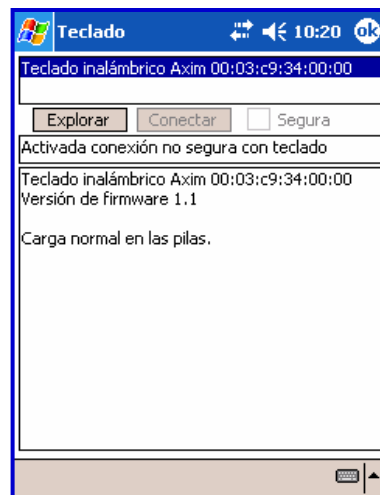 Teclado 10:20 ok
Teclado inalámbrico Axim 00:03:c9:34:00:00
Explorar Conectar Segura
Activada conexión no segura con teclado
Teclado inalámbrico Axim 00:03:c9:34:00:00
Versión de firmware 1.1
Carga normal en las pilas.